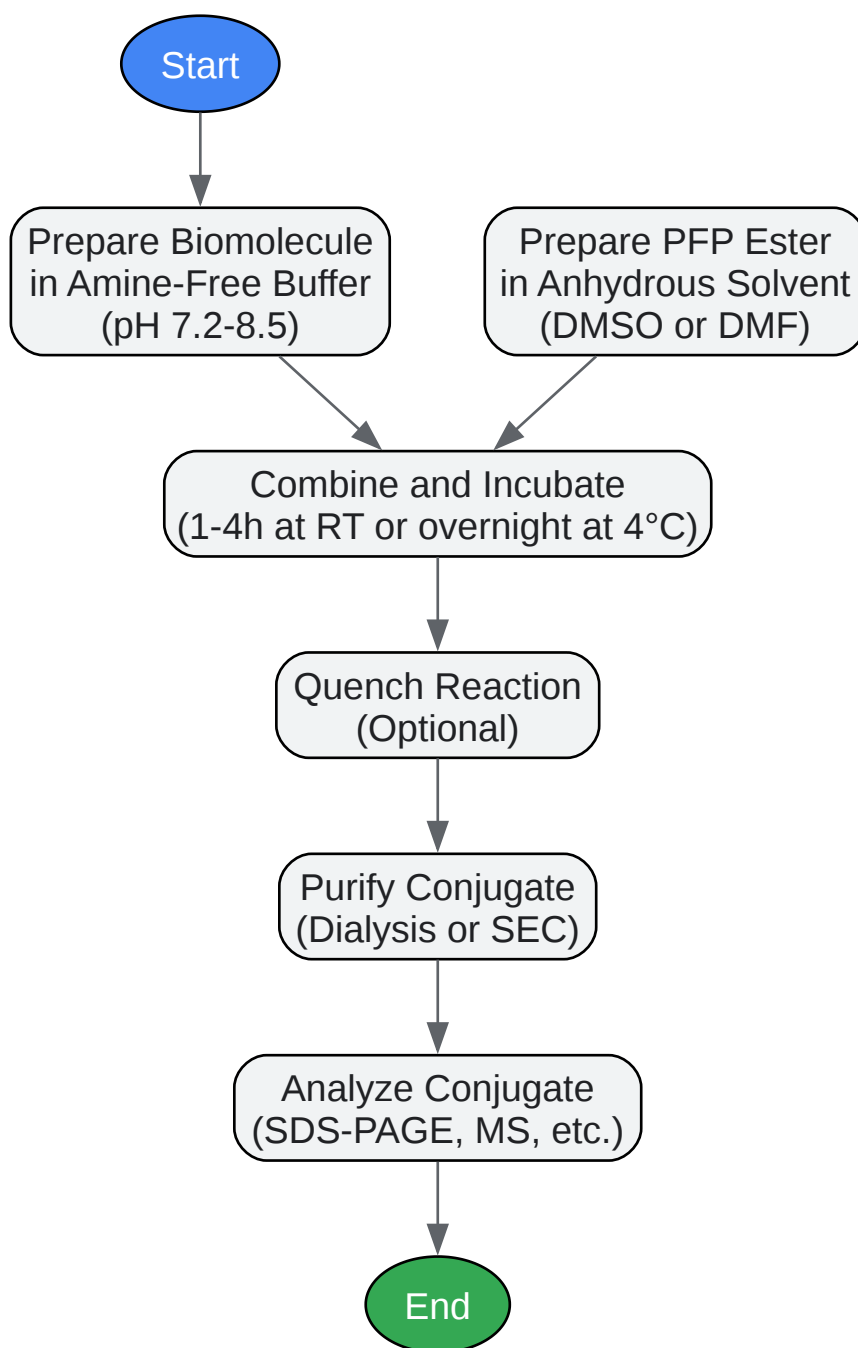 Start
Prepare Biomolecule
in Amine-Free Buffer
(pH 7.2-8.5)
Prepare PFP Ester
in Anhydrous Solvent
(DMSO or DMF)
Combine and Incubate
(1-4h at RT or overnight at 4°C)
Quench Reaction
(Optional)
Purify Conjugate
(Dialysis or SEC)
Analyze Conjugate
(SDS-PAGE, MS, etc.)
End